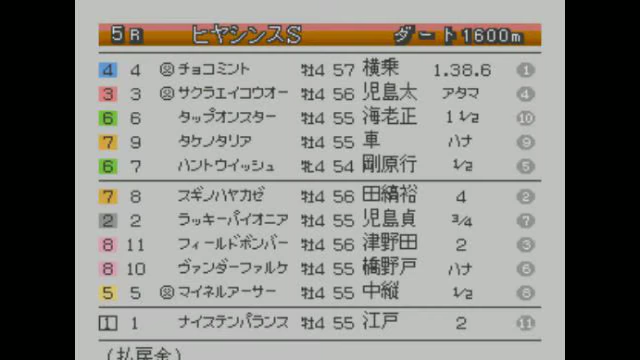 5R ヒヤシンスS ダート1600m
4 4 チョコミント 牡4 57 横乗 1.38.6 1
3 3 サクラエイコウオー 牡4 56 児島太 アタマ 4
6 6 タップオンスター 牡4 55 海老正 1 1/2 10
7 9 タケノタリア 牡4 55 車 ハナ 9
6 7 ハントウイッシュ 牝4 54 剛原行 1/2 5
7 8 スギノハヤカゼ 牡4 56 田縞裕 4 2
2 2 ラッキーパイオニア 牡4 55 児島貞 3/4 7
8 11 フィールドボンバー 牡4 56 津野田 2 3
8 10 ヴァンダーファルケ 牡4 55 橋野戸 ハナ 6
5 5 マイネルアーサー 牡4 55 中縦 1/2 8
1 1 ナイステンパランス 牡4 55 江戸 2 11
(払戻金)